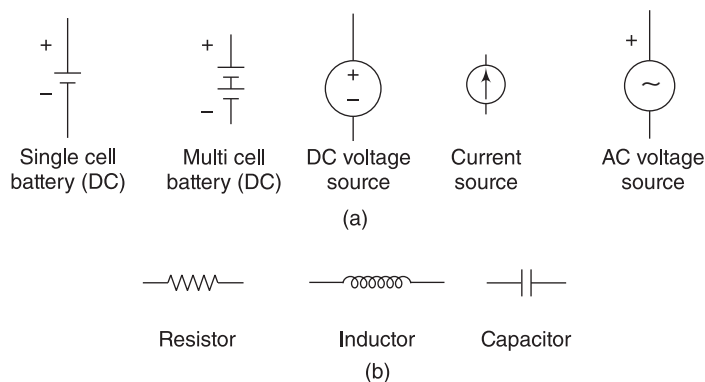 + + + +
− − + − ~
Single cell Multi cell DC voltage Current AC voltage
battery (DC) battery (DC) source source source
(a)
Resistor Inductor Capacitor
(b)